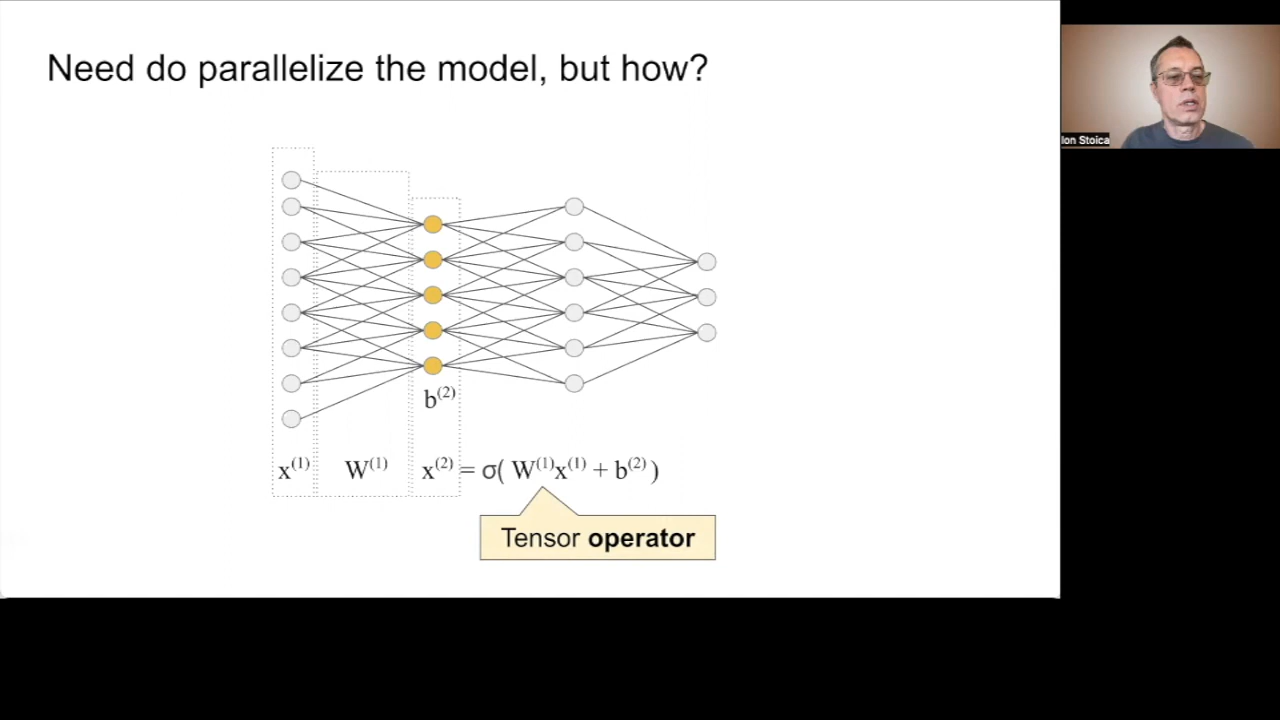 Need do parallelize the model, but how?
Ion Stoica
b⁽²⁾
x⁽¹⁾ W⁽¹⁾ x⁽²⁾ = σ( W⁽¹⁾x⁽¹⁾ + b⁽²⁾ )
Tensor operator